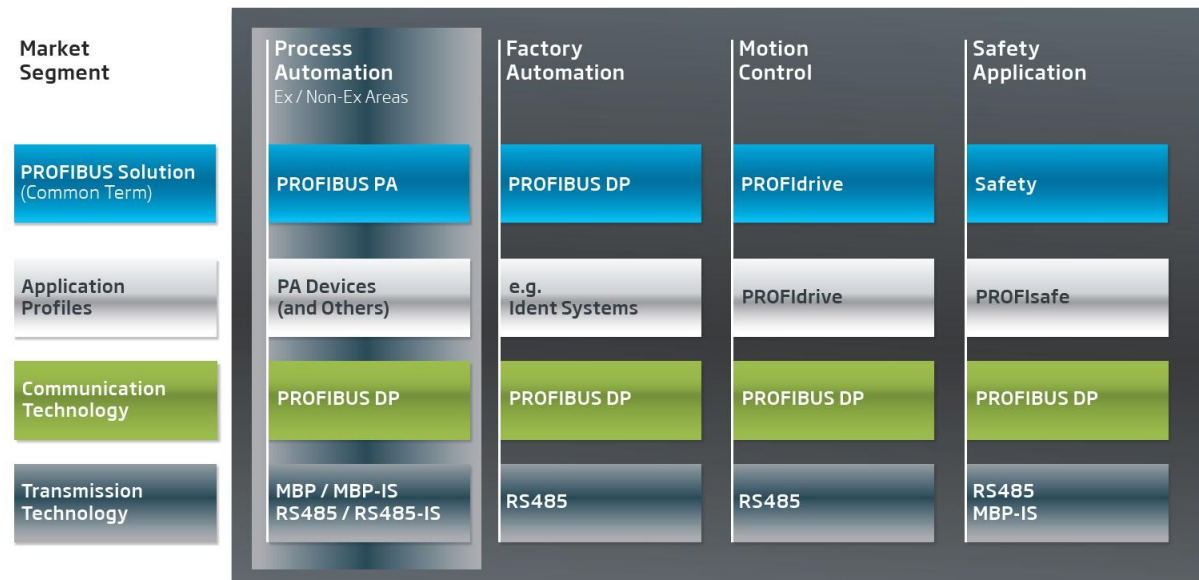 Market
Segment
Process
Automation
Ex / Non-Ex Areas
Factory
Automation
Motion
Control
Safety
Application
PROFIBUS Solution
(Common Term)
PROFIBUS PA
PROFIBUS DP
PROFIdrive
Safety
Application
Profiles
PA Devices
(and Others)
e.g.
Ident Systems
PROFIdrive
PROFIsafe
Communication
Technology
PROFIBUS DP
PROFIBUS DP
PROFIBUS DP
PROFIBUS DP
Transmission
Technology
MBP / MBP-IS
RS485 / RS485-IS
RS485
RS485
RS485
MBP-IS